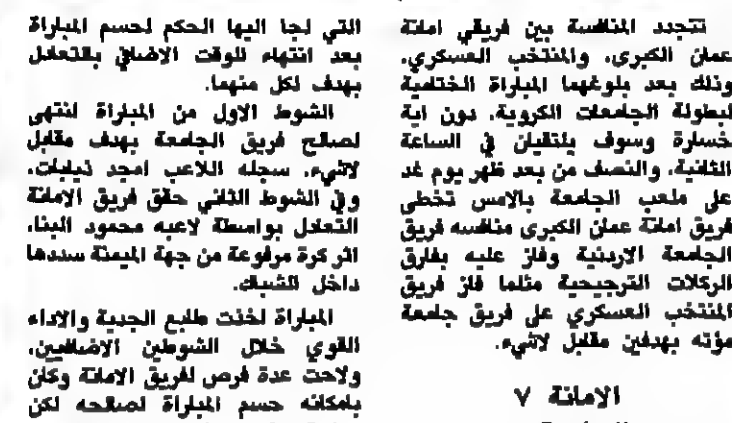 تتجدد المنافسة بين فريقي امانة
عمان الكبرى، والمنتخب العسكري،
وذلك بعد بلوغهما المباراة الختامية
لبطولة الجامعات الكروية، دون اية
خسارة وسوف يلتقيان في الساعة
الثانية، والنصف من بعد ظهر يوم غد
على ملعب الجامعة بالامس تخطى
فريق امانة عمان الكبرى منافسه فريق
الجامعة الاردنية وفاز عليه بفارق
الركلات الترجيحية مثلما فاز فريق
المنتخب العسكري على فريق جامعة
مؤته بهدفين مقابل لاشيء.
الامانة ٧
التي لجا اليها الحكم لحسم المباراة
بعد انتهاء الوقت الاضافي بالتعادل
بهدف لكل منهما.
الشوط الاول من المباراة انتهى
لصالح فريق الجامعة بهدف مقابل
لاشيء، سجله اللاعب امجد ذيابات،
وفي الشوط الثاني حقق فريق الامانة
التعادل بواسطة لاعبه محمود البنا،
اثر كرة مرفوعة من جهة الميمنة سددها
داخل الشباك.
المباراة اخذت طابع الجدية والاداء
القوي خلال الشوطين الاضافيين،
ولاحت عدة فرص لفريق الامانة وكان
بامكانه حسم المباراة لصالحه لكن